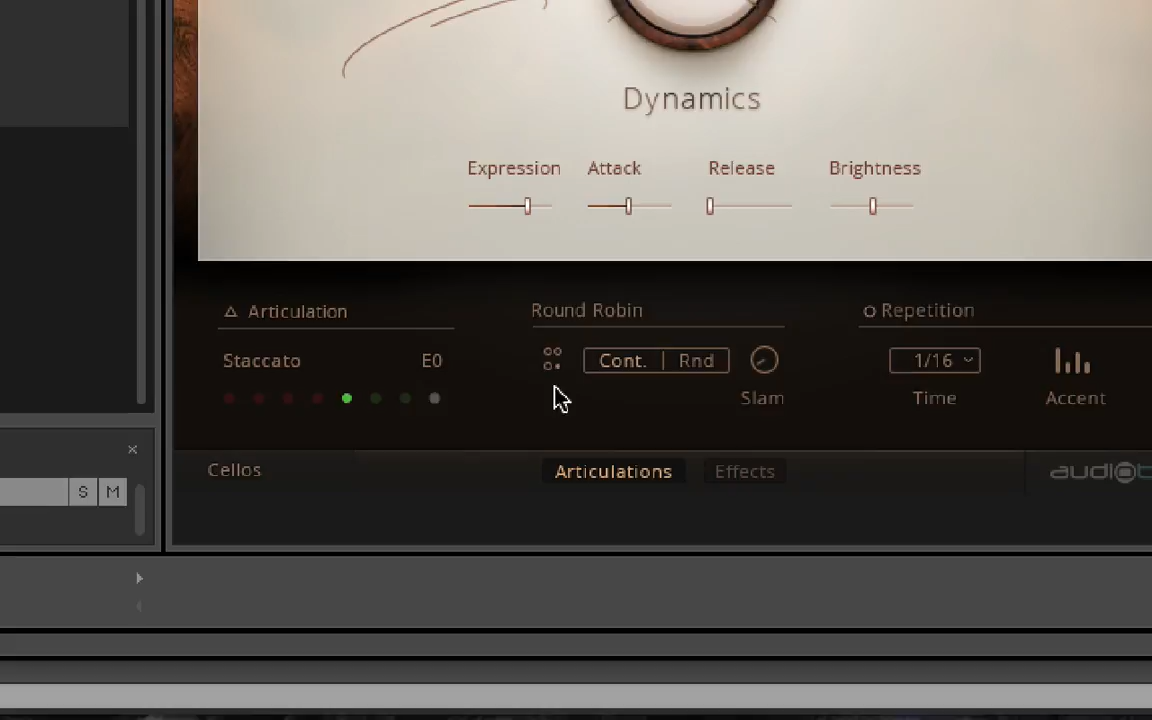 Dynamics
Expression Attack Release Brightness
Articulation Round Robin Repetition
Staccato E0 Cont. | Rnd 1/16
Slam Time Accent
Cellos Articulations Effects
S M